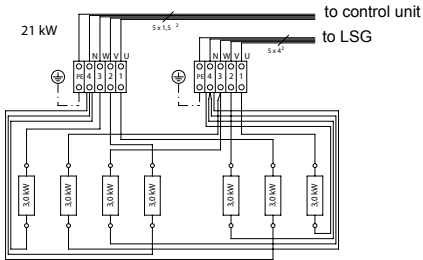 to control unit
5 x 1,5 ²
21 kW
to LSG
5 x 4²
N W V U
N W V U
PE 4 3 2 1
PE 4 3 2 1
3,0 kW
3,0 kW
3,0 kW
3,0 kW
3,0 kW
3,0 kW
3,0 kW